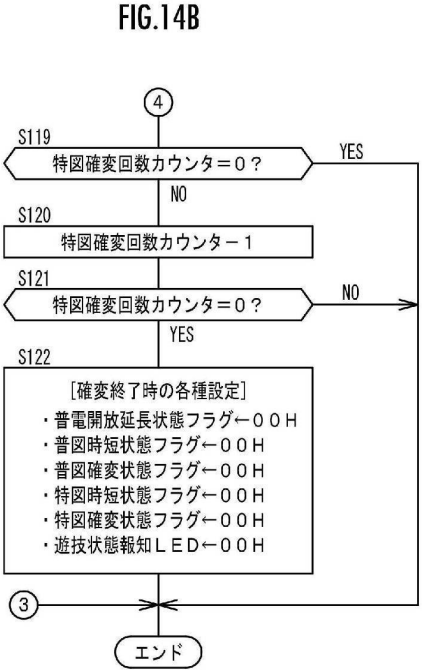 FIG.14B
④
S119
特図確変回数カウンタ=0?
YES
NO
S120
特図確変回数カウンタ-1
S121
特図確変回数カウンタ=0?
NO
YES
S122
[確変終了時の各種設定]
・普電開放延長状態フラグ←00H
・普図時短状態フラグ←00H
・普図確変状態フラグ←00H
・特図時短状態フラグ←00H
・特図確変状態フラグ←00H
・遊技状態報知LED←00H
③
エンド